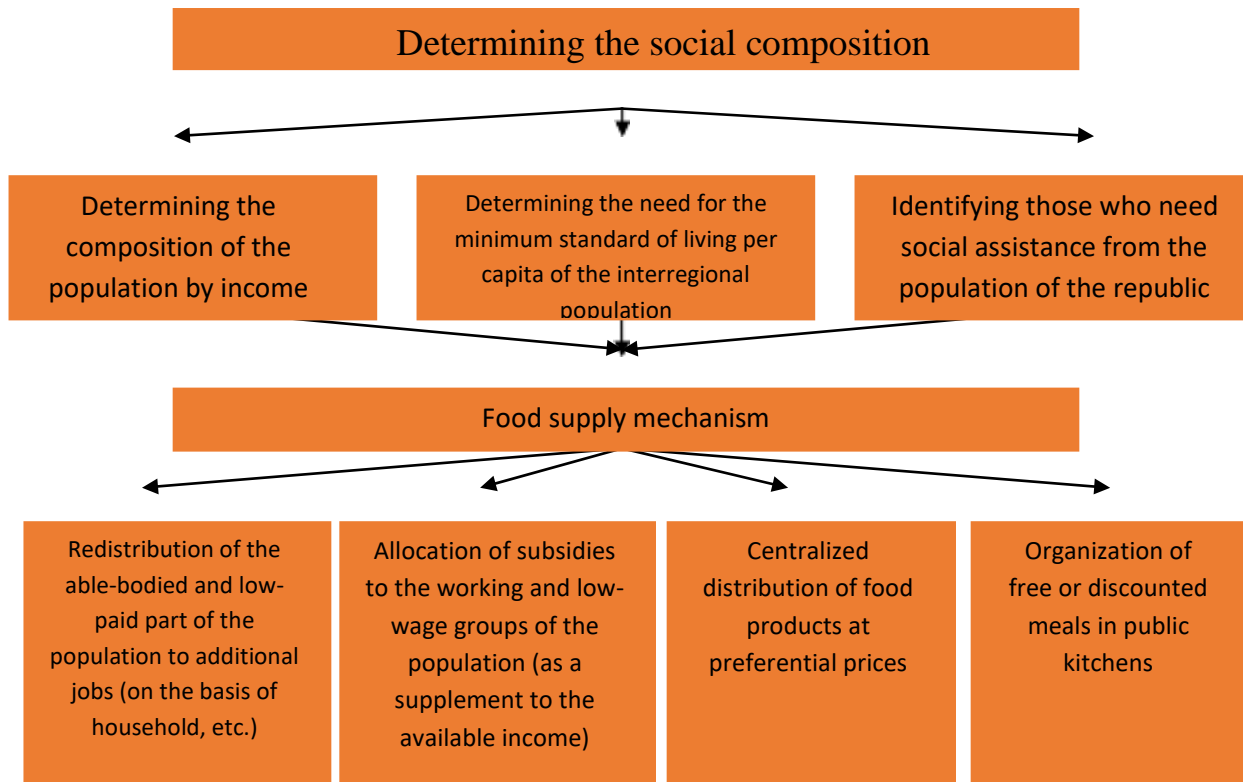 Determining the social composition
Determining the
composition of the
population by income
Determining the need for the
minimum standard of living per
capita of the interregional
population
Identifying those who need
social assistance from the
population of the republic
Food supply mechanism
Redistribution of the
able-bodied and low-
paid part of the
population to additional
jobs (on the basis of
household, etc.)
Allocation of subsidies
to the working and low-
wage groups of the
population (as a
supplement to the
available income)
Centralized
distribution of food
products at
preferential prices
Organization of
free or discounted
meals in public
kitchens